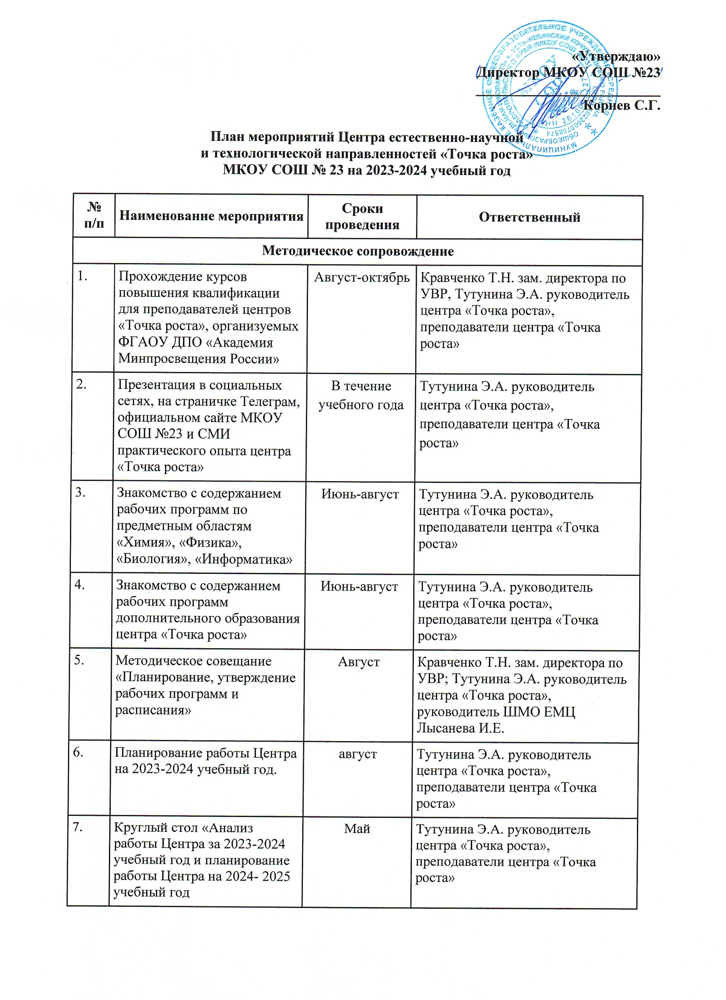 «Утверждаю»
Директор МКОУ СОШ №23
Корнев С.Г.
План мероприятий Центра естественно-научной
и технологической направленностей «Точка роста»
МКОУ СОШ № 23 на 2023-2024 учебный год
№
п/п
Наименование мероприятия
Сроки
проведения
Ответственный
Методическое сопровождение
1.
Прохождение курсов
повышения квалификации
для преподавателей центров
«Точка роста», организуемых
ФГАОУ ДПО «Академия
Минпросвещения России»
Август-октябрь
Кравченко Т.Н. зам. директора по
УВР, Тутунина Э.А. руководитель
центра «Точка роста»,
преподаватели центра «Точка
роста»
2.
Презентация в социальных
сетях, на страничке Телеграм,
официальном сайте МКОУ
СОШ №23 и СМИ
практического опыта центра
«Точка роста»
В течение
учебного года
Тутунина Э.А. руководитель
центра «Точка роста»,
преподаватели центра «Точка
роста»
3.
Знакомство с содержанием
рабочих программ по
предметным областям
«Химия», «Физика»,
«Биология», «Информатика»
Июнь-август
Тутунина Э.А. руководитель
центра «Точка роста»,
преподаватели центра «Точка
роста»
4.
Знакомство с содержанием
рабочих программ
дополнительного образования
центра «Точка роста»
Июнь-август
Тутунина Э.А. руководитель
центра «Точка роста»,
преподаватели центра «Точка
роста»
5.
Методическое совещание
«Планирование, утверждение
рабочих программ и
расписания»
Август
Кравченко Т.Н. зам. директора по
УВР; Тутунина Э.А. руководитель
центра «Точка роста»,
руководитель ШМО ЕМЦ
Лысанева И.Е.
6.
Планирование работы Центра
на 2023-2024 учебный год.
август
Тутунина Э.А. руководитель
центра «Точка роста»,
преподаватели центра «Точка
роста»
7.
Круглый стол «Анализ
работы Центра за 2023-2024
учебный год и планирование
работы Центра на 2024- 2025
учебный год
Май
Тутунина Э.А. руководитель
центра «Точка роста»,
преподаватели центра «Точка
роста»
МУНИЦИПАЛЬНОЕ КАЗЕННОЕ ОБЩЕОБРАЗОВАТЕЛЬНОЕ УЧРЕЖДЕНИЕ СРЕДНЯЯ
МКОУ
СОШ